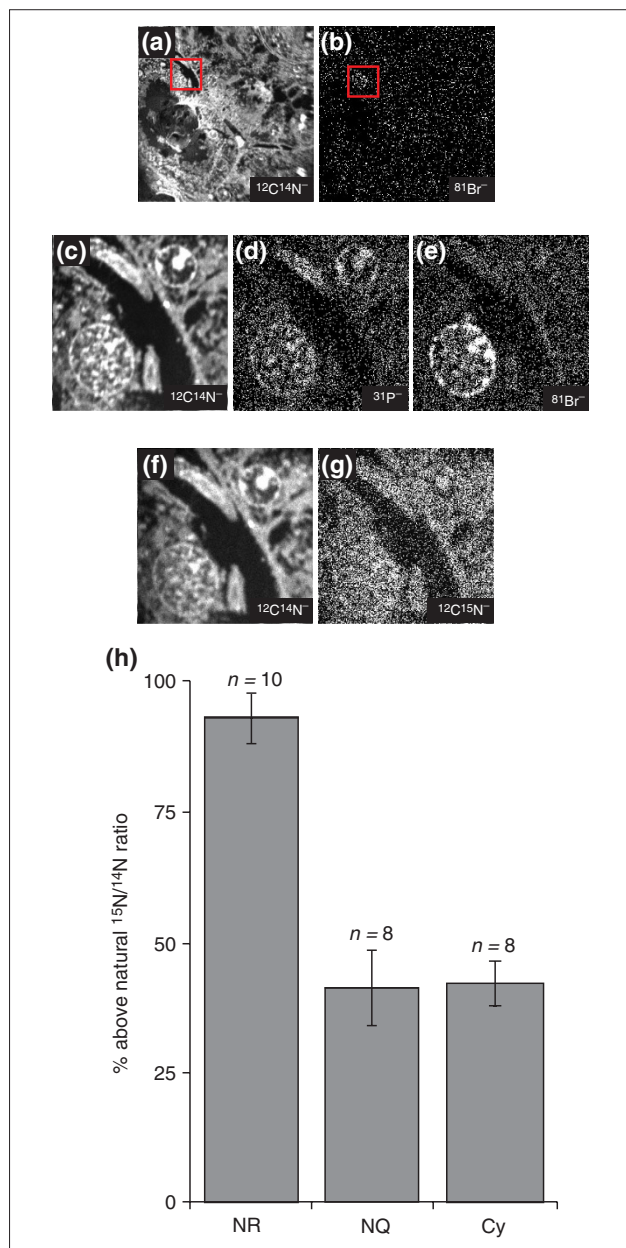 (a)
¹²C¹⁴N⁻
(b)
⁸¹Br⁻
(c)
¹²C¹⁴N⁻
(d)
³¹P⁻
(e)
⁸¹Br⁻
(f)
¹²C¹⁴N⁻
(g)
¹²C¹⁵N⁻
(h)
% above natural ¹⁵N/¹⁴N ratio
100
75
50
25
0
n = 10
n = 8
n = 8
NR
NQ
Cy